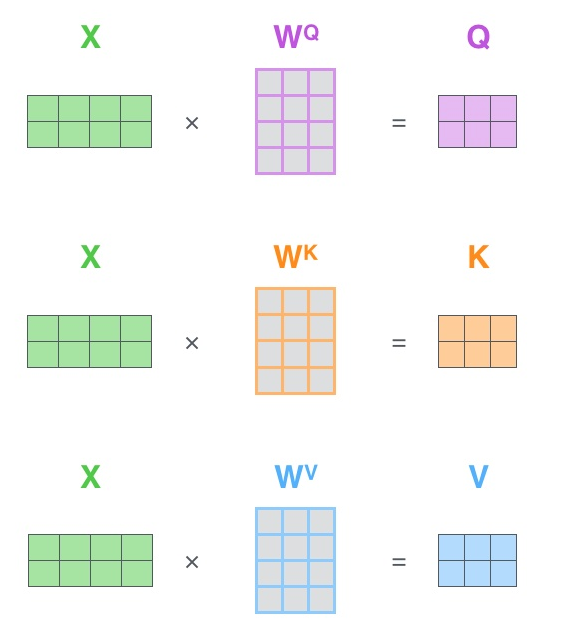 X W^Q Q
× =
X W^K K
× =
X W^V V
× =